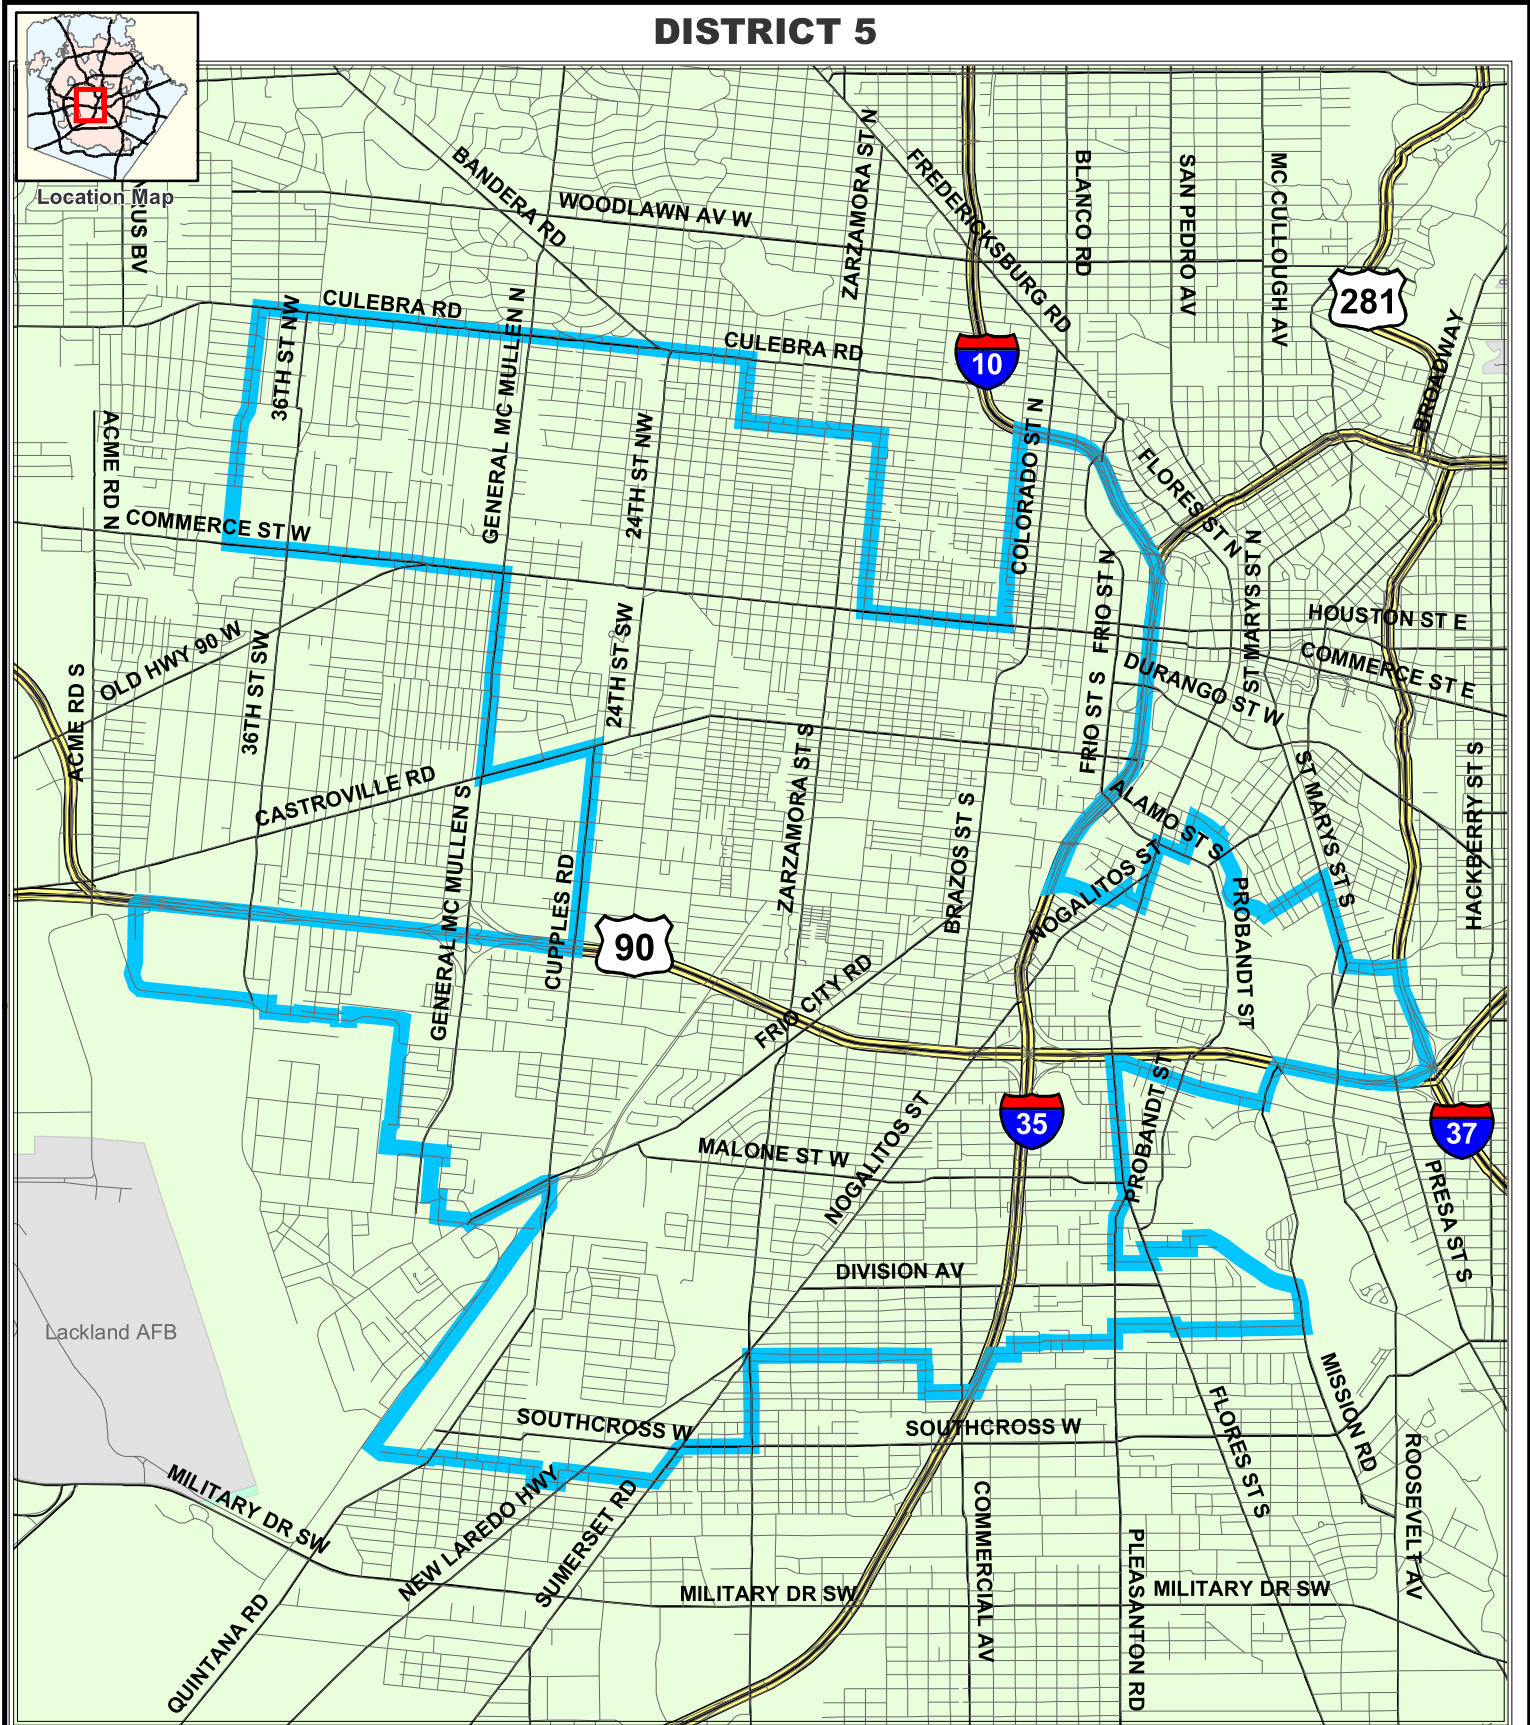 DISTRICT 5
Location Map
BANDERA RD
WOODLAWN AV W
ZARZAMORA ST N
FREDERICKSBURG RD
BLANCO RD
SAN PEDRO AV
MC CULLOUGH AV
281
BROADWAY
CULEBRA RD
36TH ST NW
GENERAL MC MULLEN N
CULEBRA RD
10
ACME RD N
24TH ST NW
COLORADO ST N
FLORES ST N
COMMERCE ST W
FRIO ST N
ST MARYS ST N
HOUSTON ST E
COMMERCE ST E
OLD HWY 90 W
36TH ST SW
24TH ST SW
DURANGO ST W
FRIO ST S
ACME RD S
CASTROVILLE RD
GENERAL MC MULLEN S
ZARZAMORA ST S
BRAZOS ST S
ALAMO ST S
ST MARYS ST S
HACKBERRY ST S
CUPPLES RD
NOGALITOS ST
PROBANDT ST
90
FRIO CITY RD
35
37
MALONE ST W
NOGALITOS ST
PROBANDT ST
PRESA ST S
DIVISION AV
Lackland AFB
SOUTHCROSS W
SOUTHCROSS W
MISSION RD
FLORES ST S
ROOSEVELT AV
MILITARY DR SW
NEW LAREDO HWY
SUMERSET RD
COMMERCIAL AV
PLEASANTON RD
MILITARY DR SW
MILITARY DR SW
QUINTANA RD